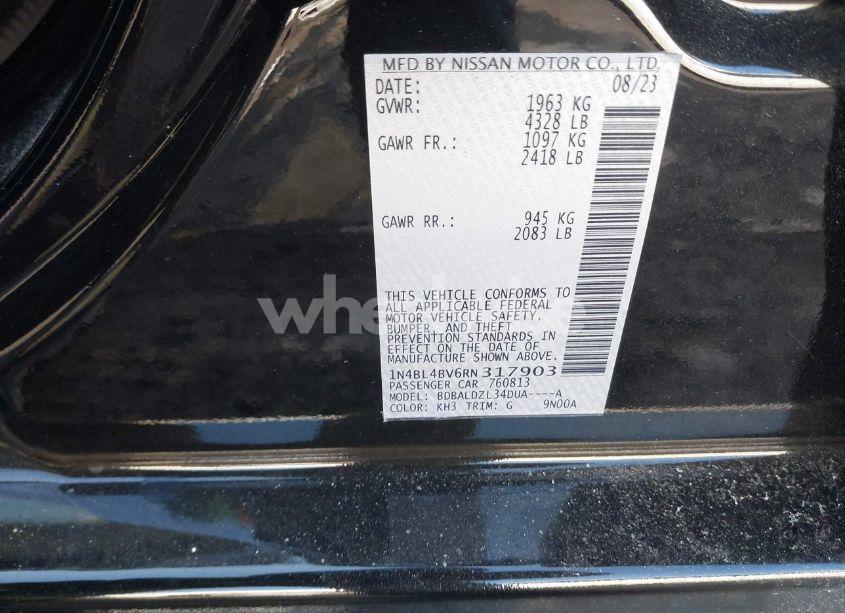 MFD BY NISSAN MOTOR CO., LTD.
DATE: 08/23
GVWR: 1963 KG
4328 LB
GAWR FR.: 1097 KG
2418 LB
GAWR RR.: 945 KG
2083 LB
THIS VEHICLE CONFORMS TO
ALL APPLICABLE FEDERAL
MOTOR VEHICLE SAFETY,
BUMPER, AND THEFT
PREVENTION STANDARDS IN
EFFECT ON THE DATE OF
MANUFACTURE SHOWN ABOVE.
1N4BL4BV6RN317903
PASSENGER CAR 760813
MODEL: BDBALDZL34DUA----A
COLOR: KH3 TRIM: G 9N00A